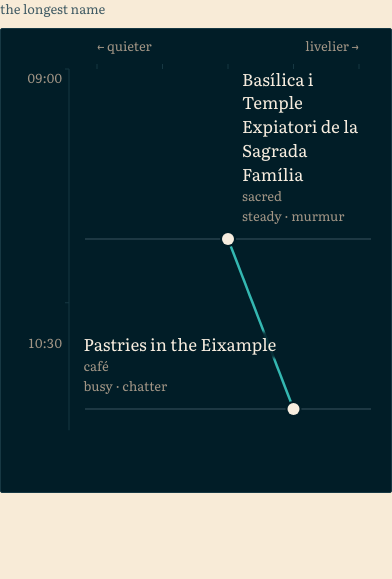 the longest name
← quieter
livelier →
09:00
Basílica i
Temple
Expiatori de la
Sagrada
Família
sacred
steady · murmur
10:30
Pastries in the Eixample
café
busy · chatter